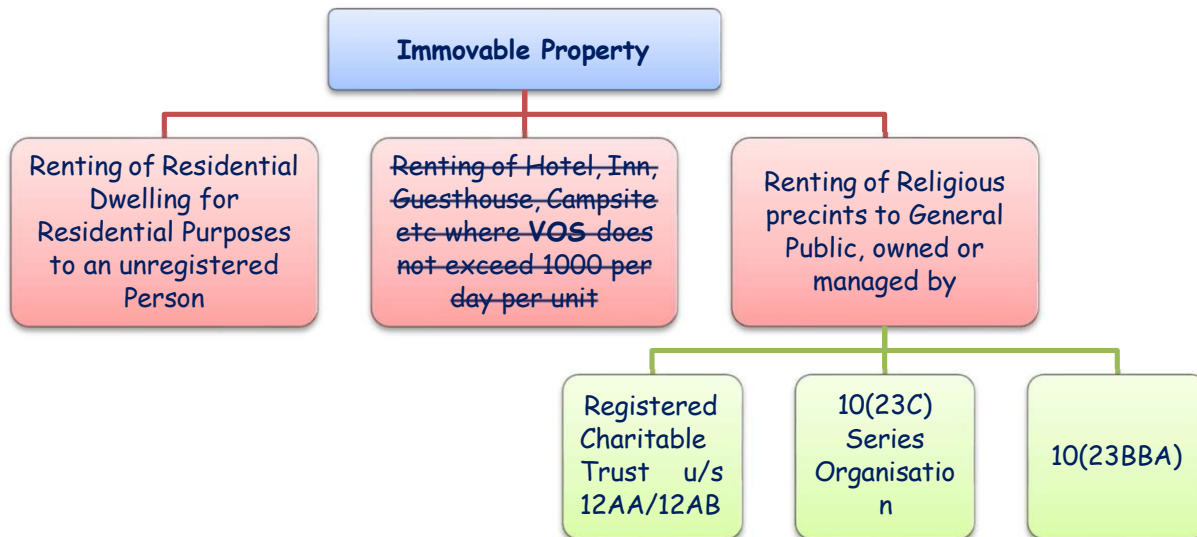 Immovable Property
Renting of Residential
Dwelling for
Residential Purposes
to an unregistered
Person
Renting of Hotel, Inn,
Guesthouse, Campsite
etc where VOS does
not exceed 1000 per
day per unit
Renting of Religious
precints to General
Public, owned or
managed by
Registered
Charitable
Trust u/s
12AA/12AB
10(23C)
Series
Organisatio
n
10(23BBA)